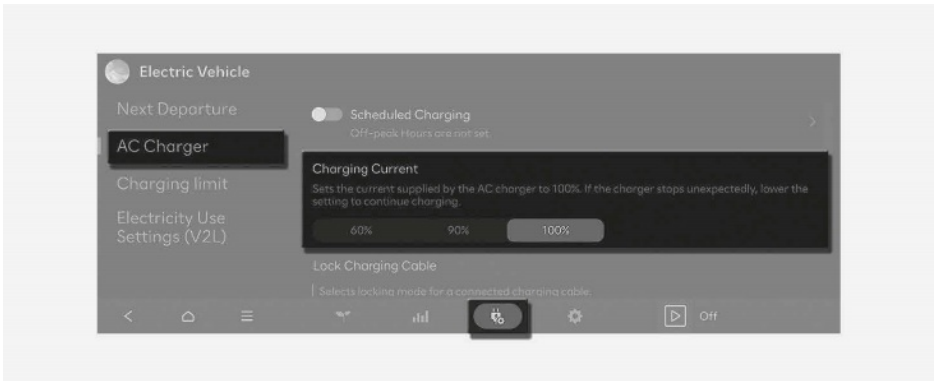 Electric Vehicle
Next Departure
AC Charger
Charging limit
Electricity Use
Settings (V2L)
Scheduled Charging
Off-peak Hours are not set.
Charging Current
Sets the current supplied by the AC charger to 100%. If the charger stops unexpectedly, lower the
setting to continue charging.
60% 90% 100%
Lock Charging Cable
Selects locking mode for a connected charging cable.
Off